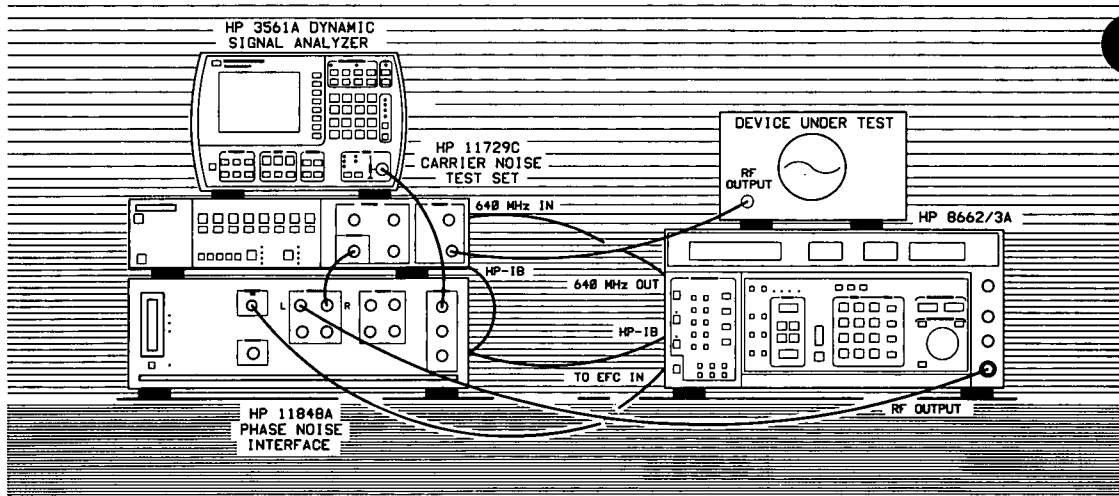 HP 3561A DYNAMIC
SIGNAL ANALYZER
HP 11729C
CARRIER NOISE
TEST SET
DEVICE UNDER TEST
RF
OUTPUT
640 MHz IN
HP 8662/3A
HP-IB
640 MHz OUT
L
R
HP-IB
TO EFC IN
HP 11848A
PHASE NOISE
INTERFACE
RF OUTPUT